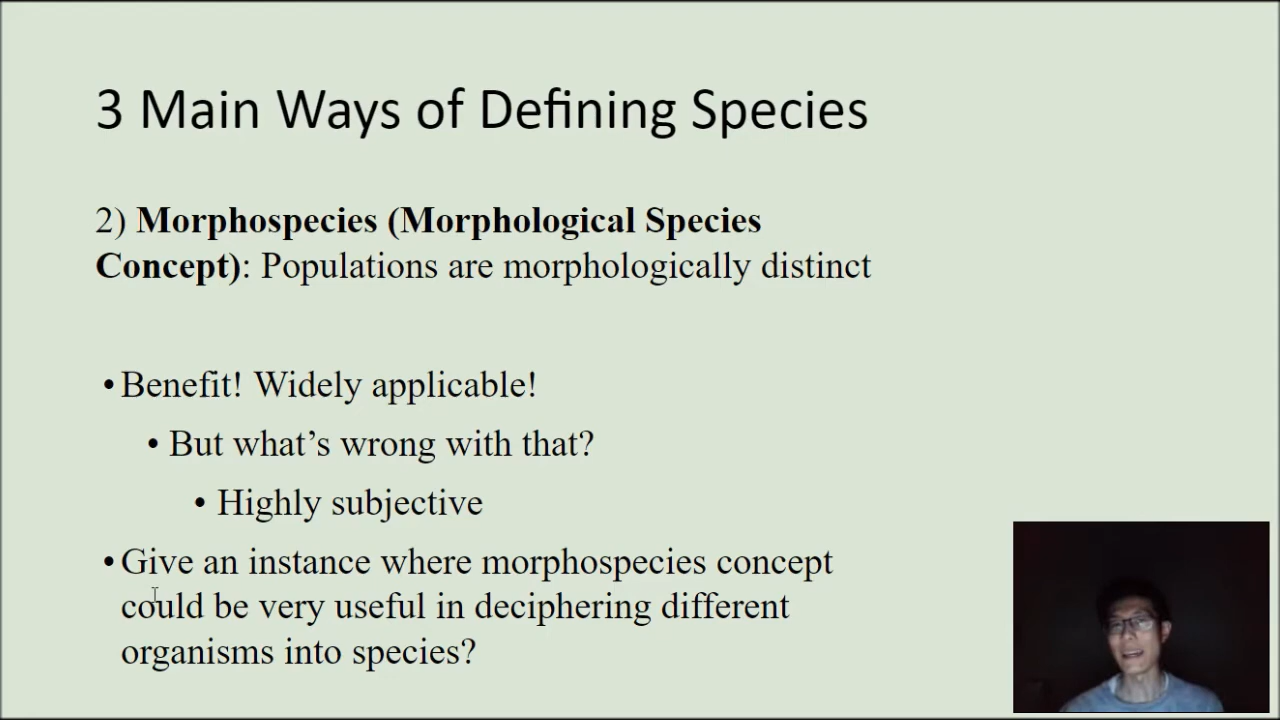 3 Main Ways of Defining Species
2) Morphospecies (Morphological Species
Concept): Populations are morphologically distinct
•Benefit! Widely applicable!
• But what’s wrong with that?
• Highly subjective
•Give an instance where morphospecies concept
could be very useful in deciphering different
organisms into species?